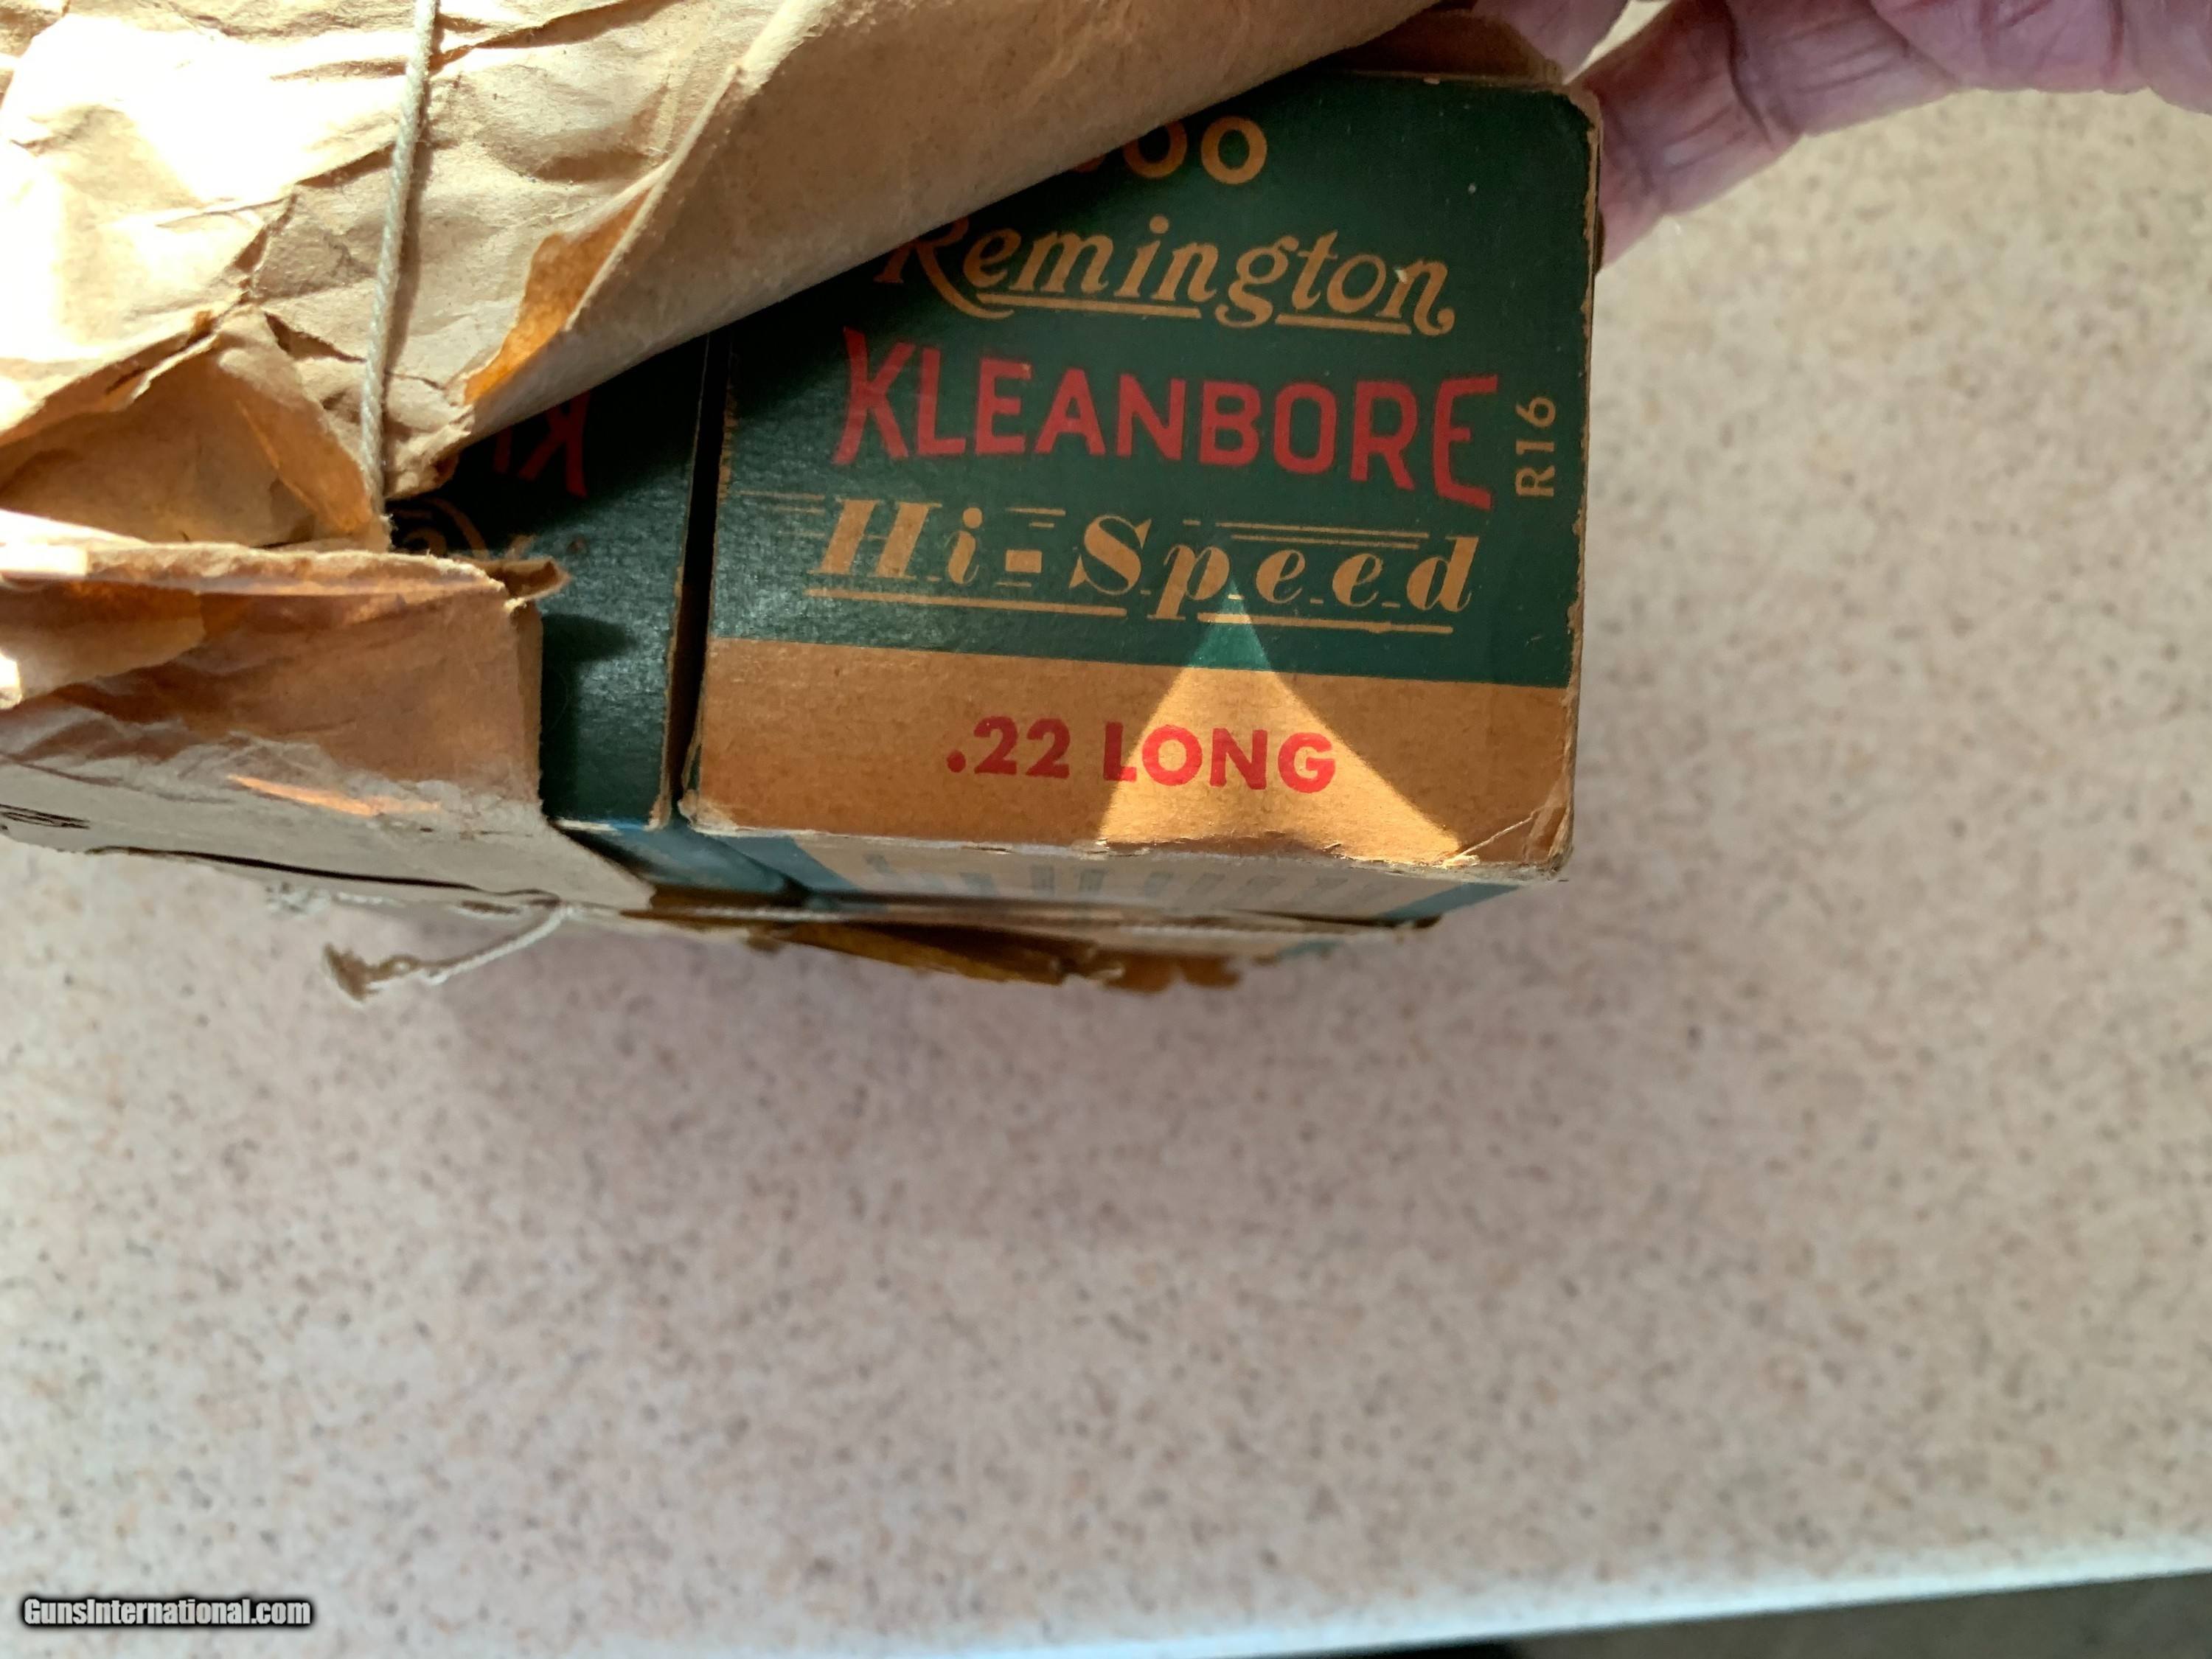 Remington
KLEANBORE
R16
Hi-Speed
.22 LONG
GunsInternational.com